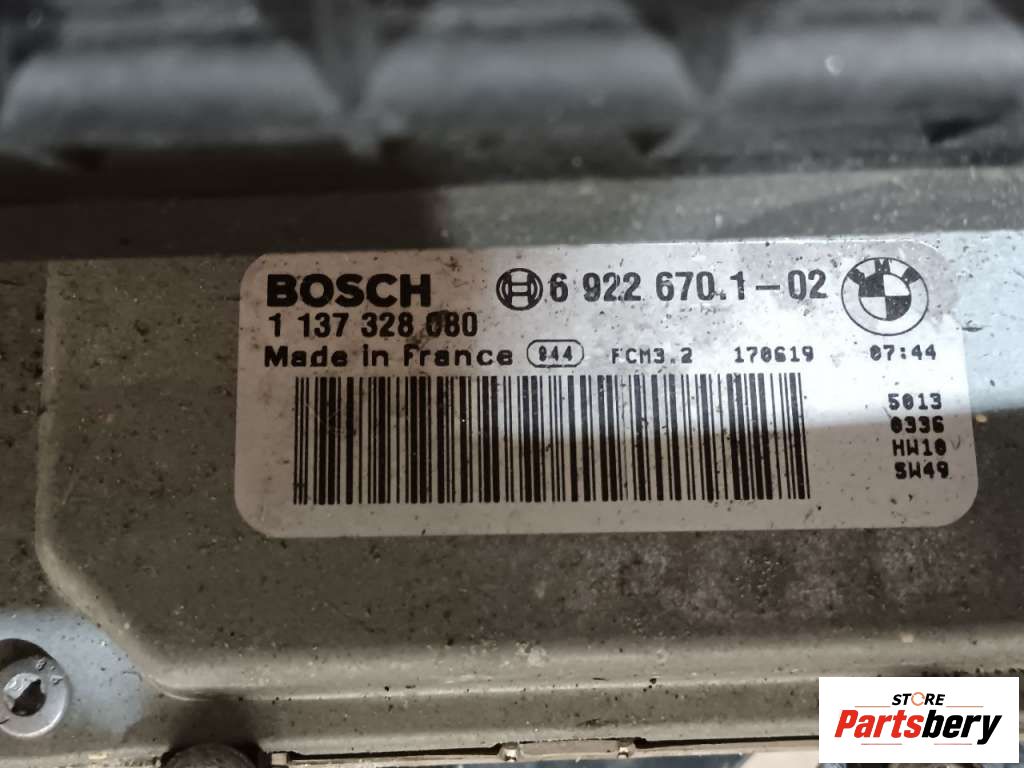 BOSCH 6 922 670.1-02
1 137 328 080
Made in France 844 FCM3.2 170619 07:44
5013
0336
HW10
SW49
STORE
Partsbery